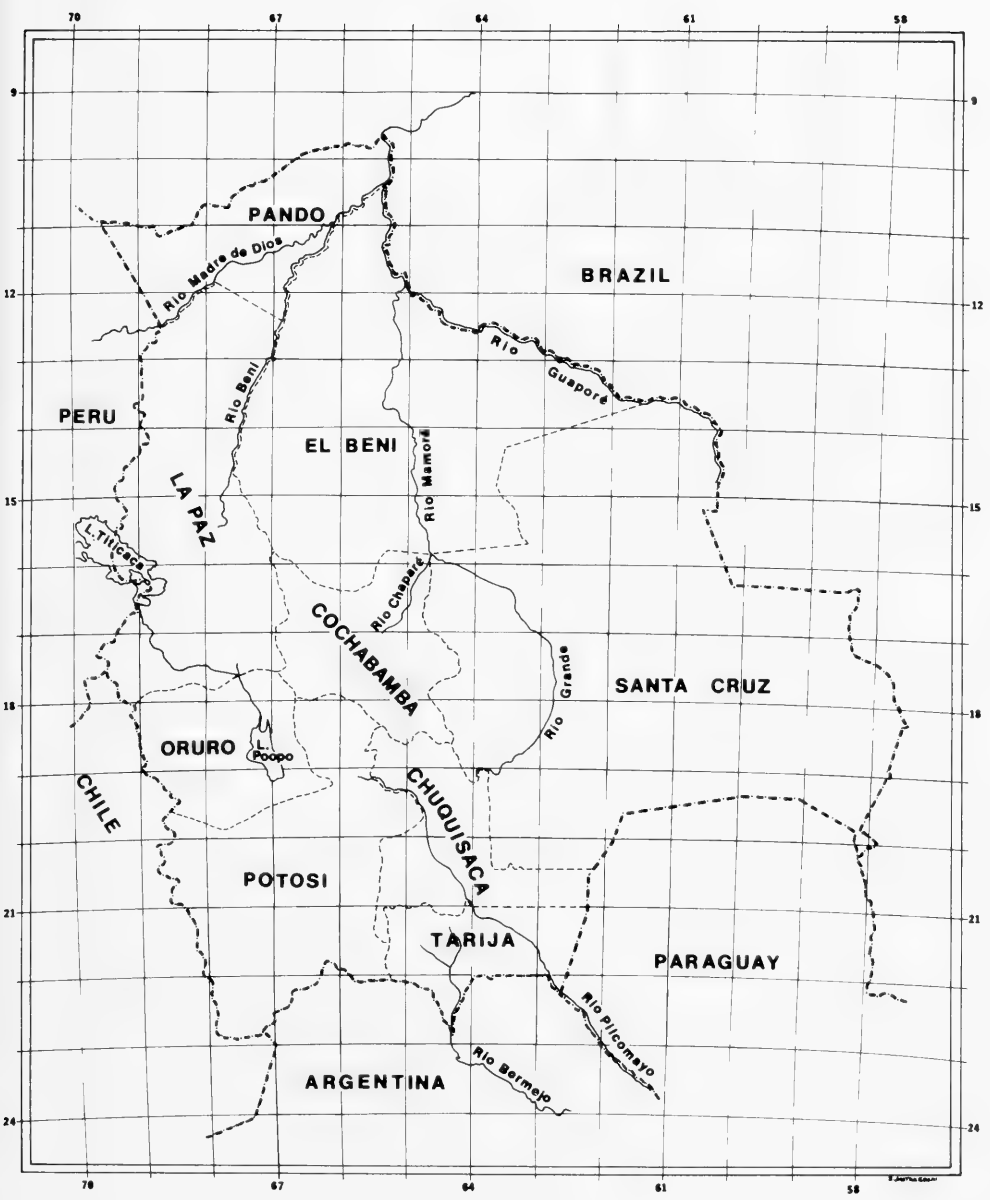 70 67 64 61 58
9 9
PANDO
Rio Madre de Dios
BRAZIL
12 12
Rio
Guaporé
Rio Beni
PERU
EL BENI
Rio Mamoré
LA PAZ
15 15
L. Titicaca
Rio Chaparé
COCHABAMBA
Grande
Rio
SANTA CRUZ
18 18
ORURO
L.
Poopo
CHILE
CHUQUISACA
POTOSI
21 21
TARIJA
PARAGUAY
Rio Pilcomayo
Rio Bermejo
ARGENTINA
24 24
70 67 64 61 58